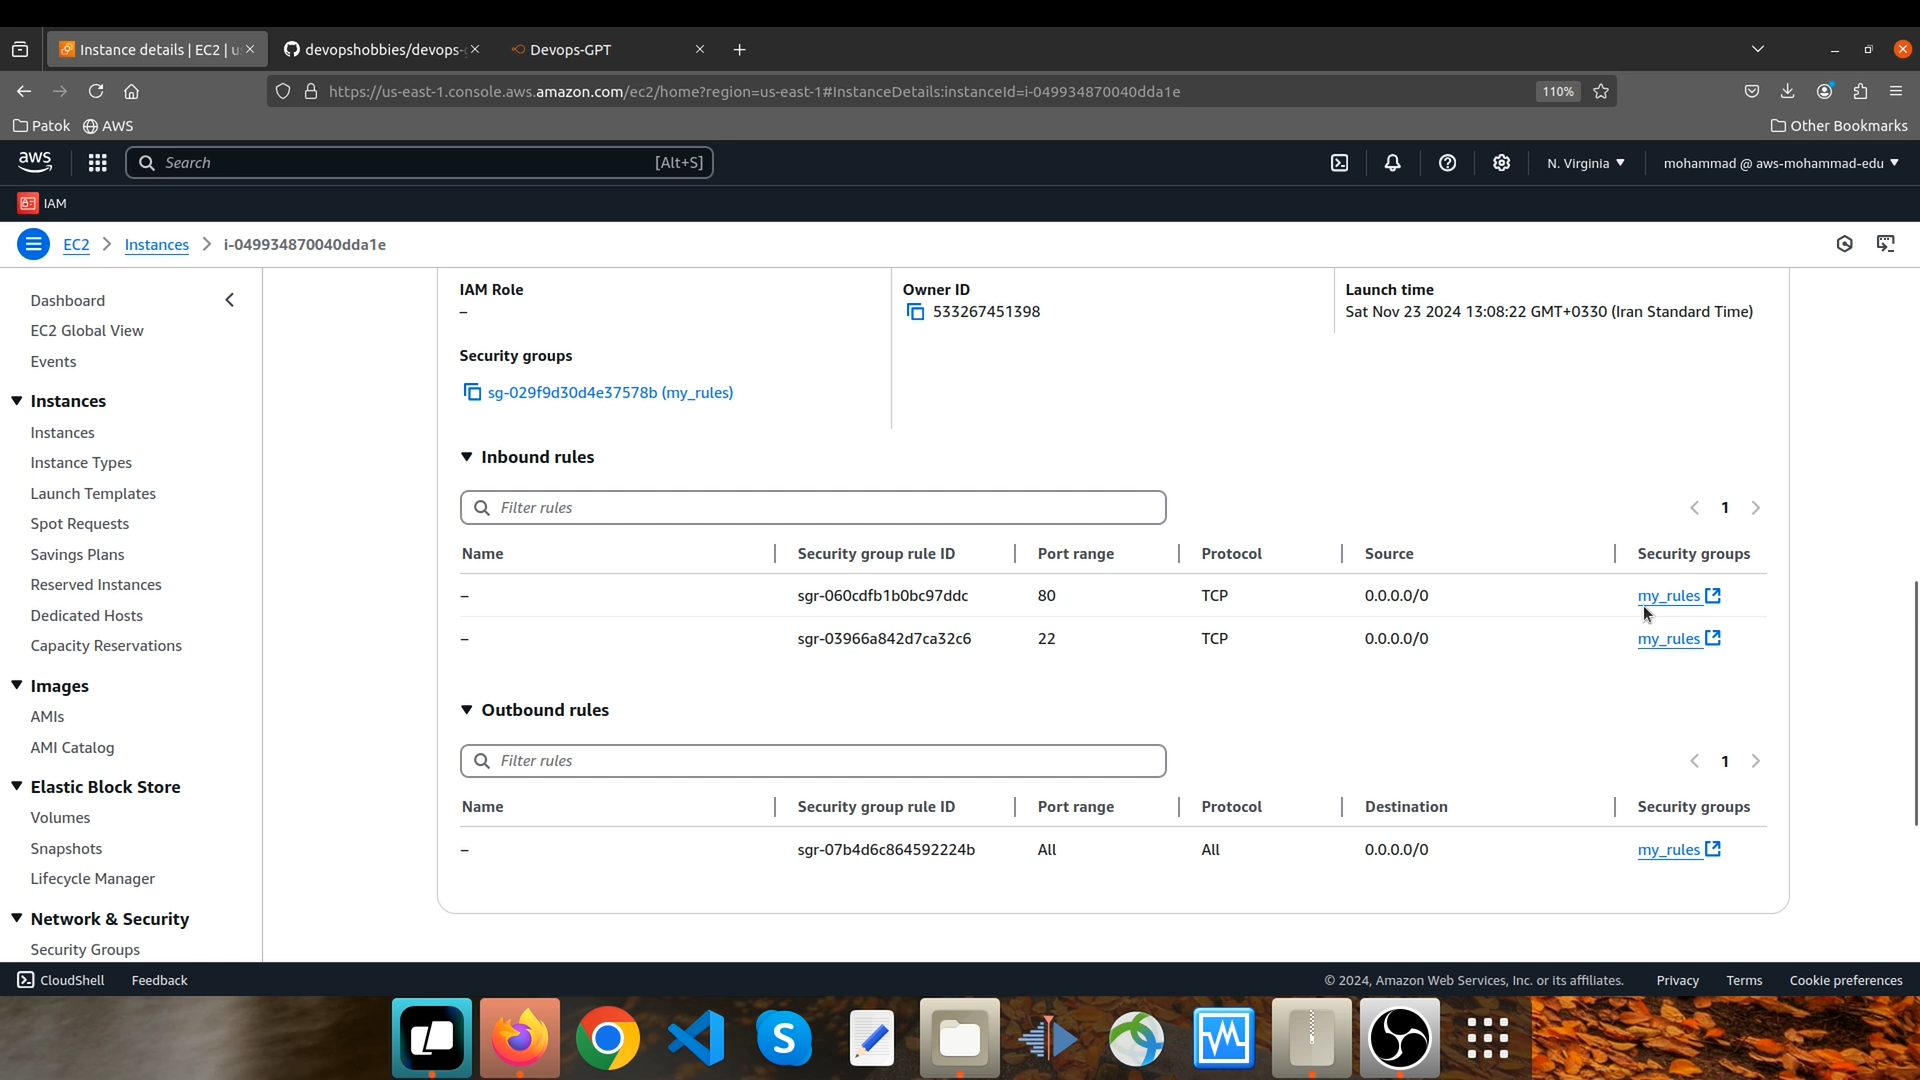 Instance details | EC2 | u
devopshobbies/devops-
Devops-GPT
https://us-east-1.console.aws.amazon.com/ec2/home?region=us-east-1#InstanceDetails:instanceId=i-049934870040dda1e
110%
Patok
AWS
Other Bookmarks
aws
Search
[Alt+S]
N. Virginia
mohammad @ aws-mohammad-edu
IAM
EC2
Instances
i-049934870040dda1e
Dashboard
EC2 Global View
Events
Instances
Instances
Instance Types
Launch Templates
Spot Requests
Savings Plans
Reserved Instances
Dedicated Hosts
Capacity Reservations
Images
AMIs
AMI Catalog
Elastic Block Store
Volumes
Snapshots
Lifecycle Manager
Network & Security
Security Groups
IAM Role
–
Owner ID
533267451398
Launch time
Sat Nov 23 2024 13:08:22 GMT+0330 (Iran Standard Time)
Security groups
sg-029f9d30d4e37578b (my_rules)
Inbound rules
Filter rules
1
Name Security group rule ID Port range Protocol Source Security groups
– sgr-060cdfb1b0bc97ddc 80 TCP 0.0.0.0/0 my_rules
– sgr-03966a842d7ca32c6 22 TCP 0.0.0.0/0 my_rules
Outbound rules
Filter rules
1
Name Security group rule ID Port range Protocol Destination Security groups
– sgr-07b4d6c864592224b All All 0.0.0.0/0 my_rules
CloudShell
Feedback
© 2024, Amazon Web Services, Inc. or its affiliates.
Privacy
Terms
Cookie preferences